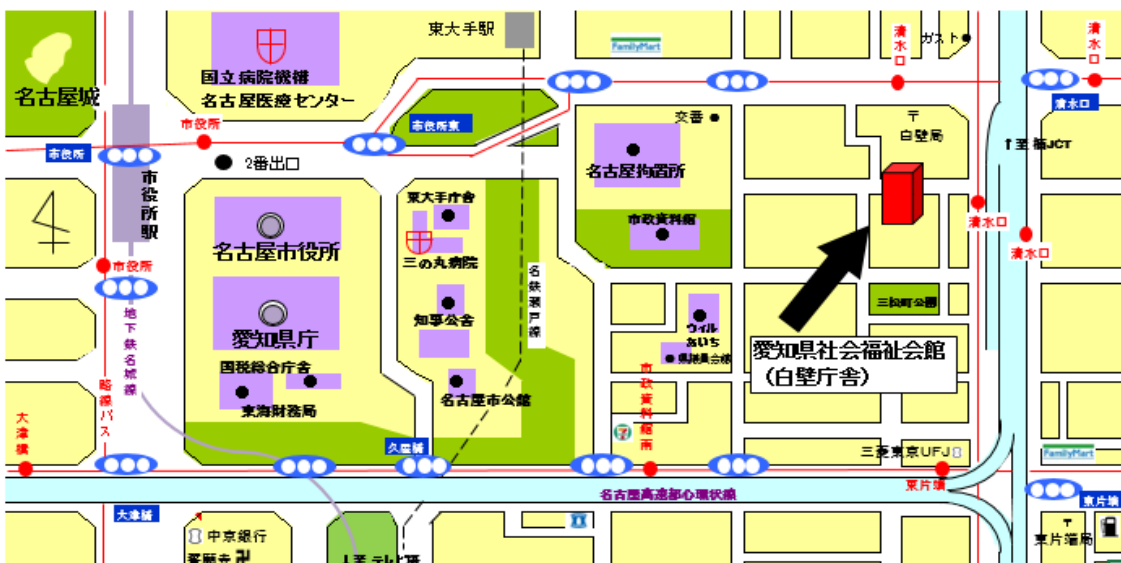 東大手駅
FamilyMart
ガスト
清水口
清水口
国立病院機構
名古屋医療センター
名古屋城
清水口
市役所
市役所東
交番
〒
白壁局
市役所
2番出口
↑至 楠JCT
名古屋拘置所
市役所駅
東大手庁舎
市政資料館
清水口
名古屋市役所
清水口
三の丸病院
市役所
名鉄瀬戸線
三松町公園
知事公舎
ウィルあいち
愛知県庁
地下鉄名城線
県議員会館
愛知県社会福祉会館
(白壁庁舎)
国税総合庁舎
市政資料館南
路線バス
東海財務局
名古屋市公館
大津橋
久屋橋
三菱東京UFJ
FamilyMart
東片端
名古屋高速都心環状線
大津橋
東片端
中京銀行
〒
東片端局